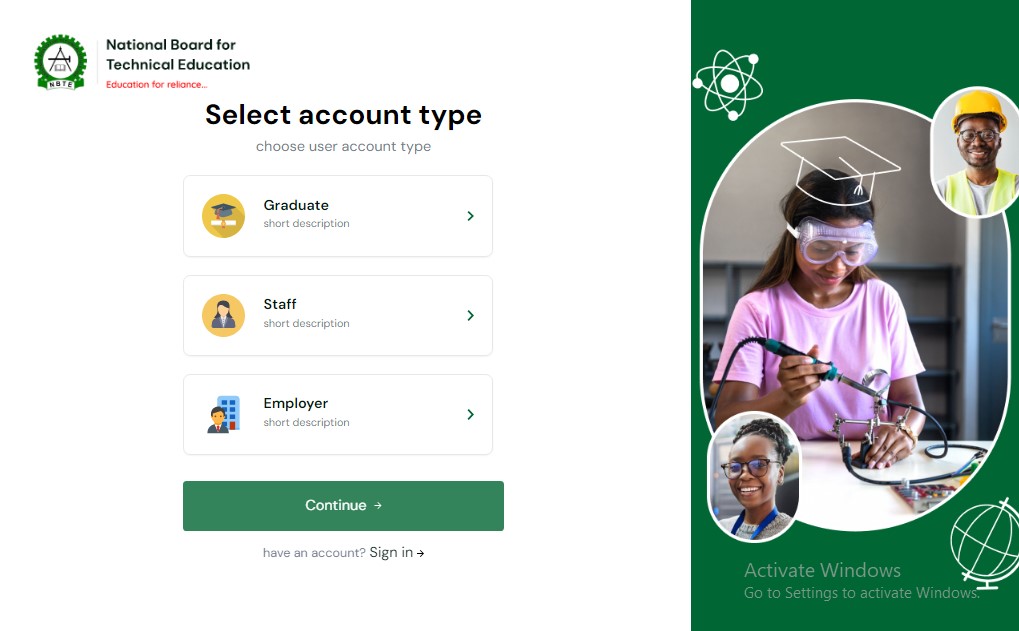 National Board for
Technical Education
Education for reliance...
NBTE
Select account type
choose user account type
Graduate
short description
Staff
short description
Employer
short description
Continue →
have an account? Sign in →
Activate Windows
Go to Settings to activate Windows.